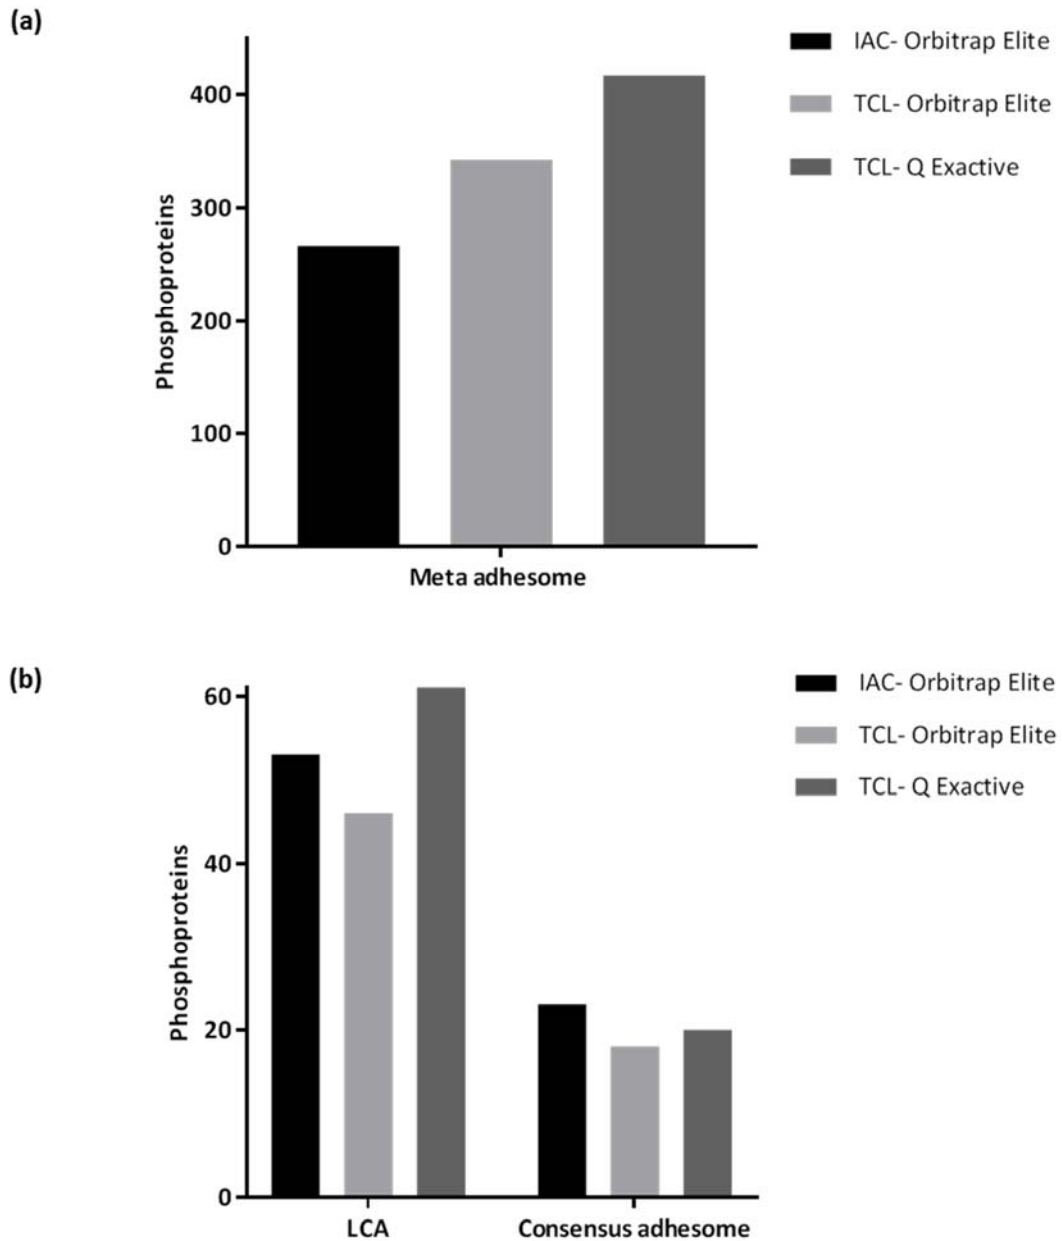 (a)
IAC- Orbitrap Elite
TCL- Orbitrap Elite
TCL- Q Exactive
Phosphoproteins
400
300
200
100
0
Meta adhesome
(b)
IAC- Orbitrap Elite
TCL- Orbitrap Elite
TCL- Q Exactive
Phosphoproteins
60
40
20
0
LCA
Consensus adhesome